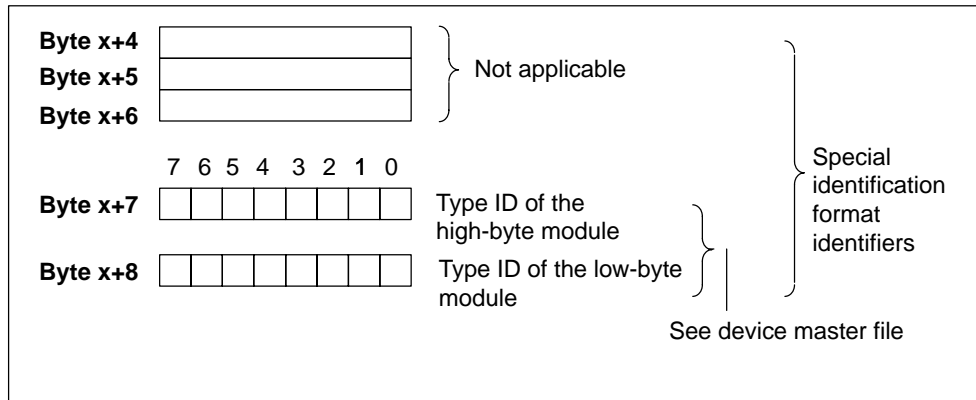 Byte x+4
Byte x+5
Byte x+6
Not applicable
7 6 5 4 3 2 1 0
Byte x+7
Type ID of the
high-byte module
Byte x+8
Type ID of the low-byte
module
Special
identification
format
identifiers
See device master file